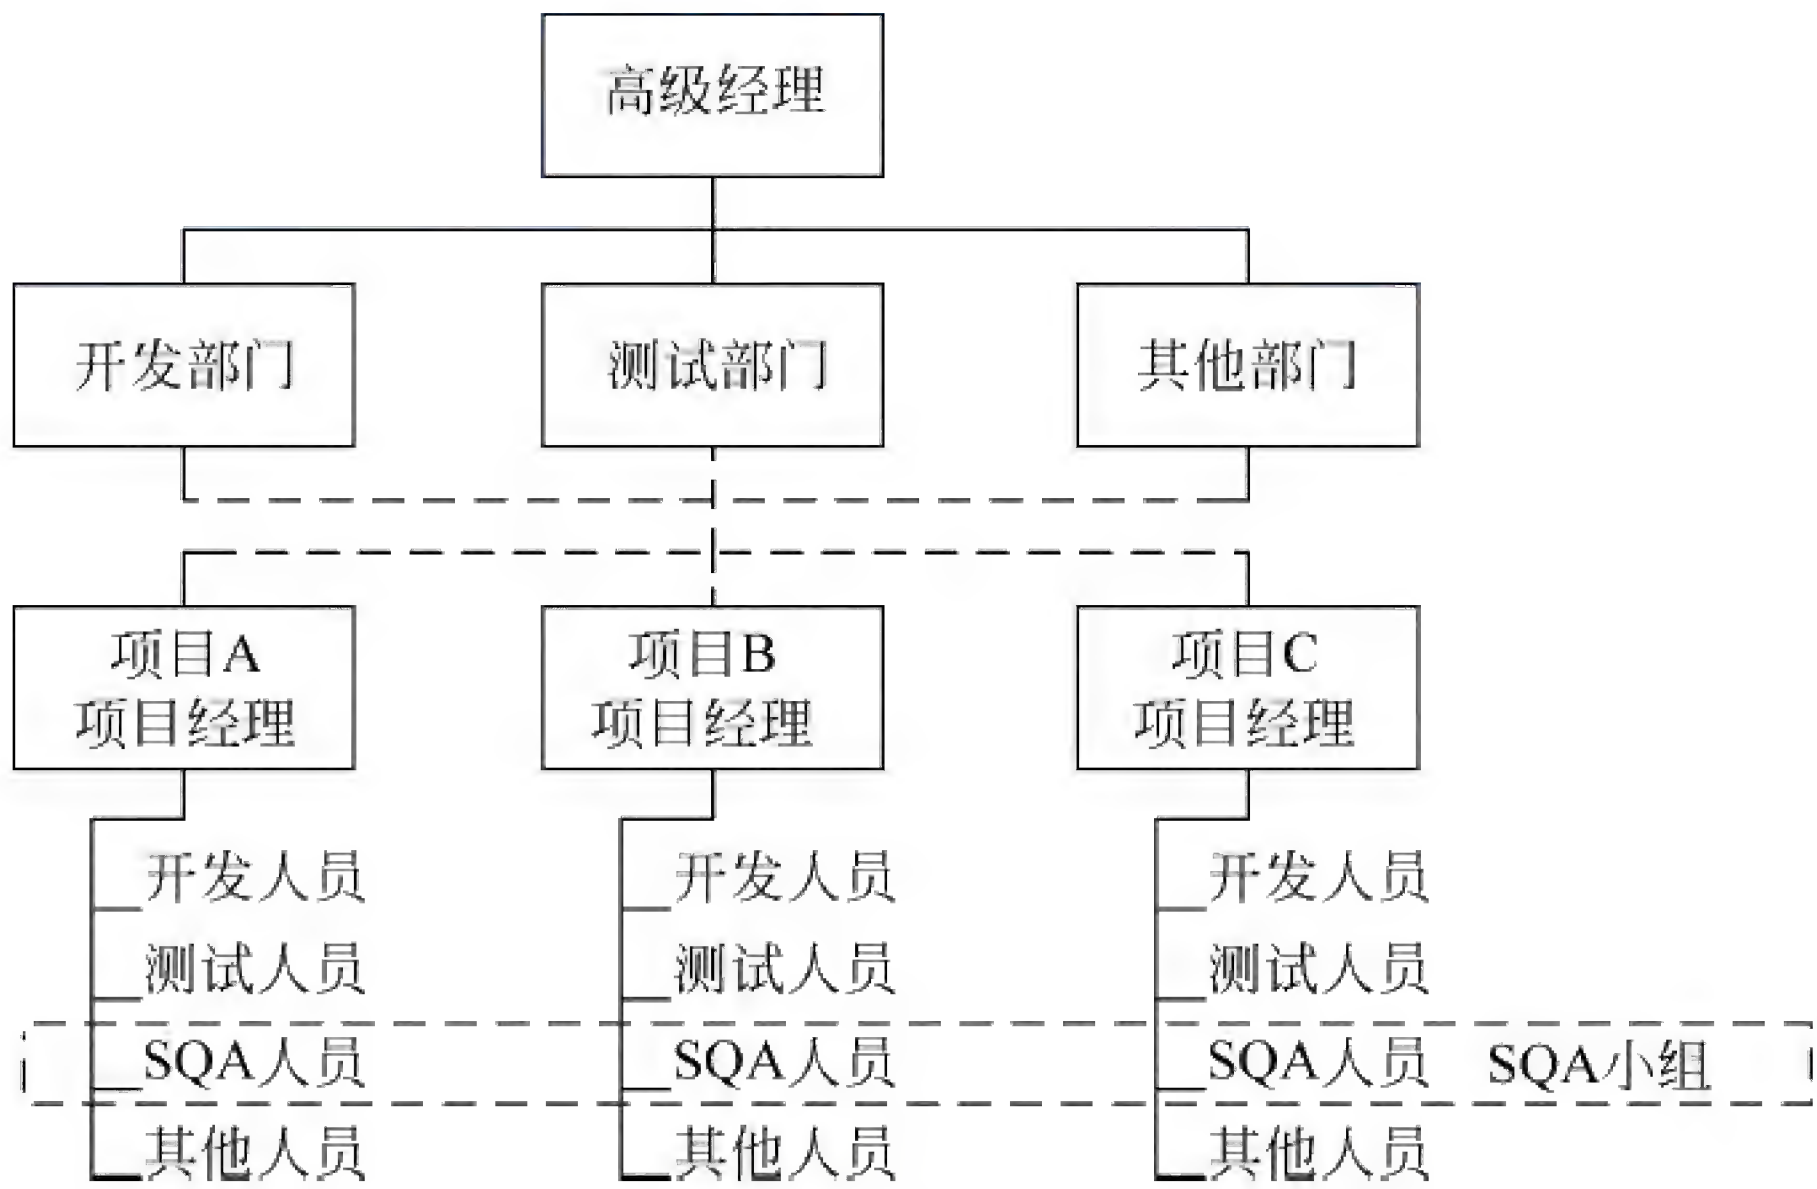 高级经理
开发部门
测试部门
其他部门
项目A
项目经理
项目B
项目经理
项目C
项目经理
开发人员
测试人员
SQA人员
其他人员
开发人员
测试人员
SQA人员
其他人员
开发人员
测试人员
SQA人员
其他人员
SQA小组